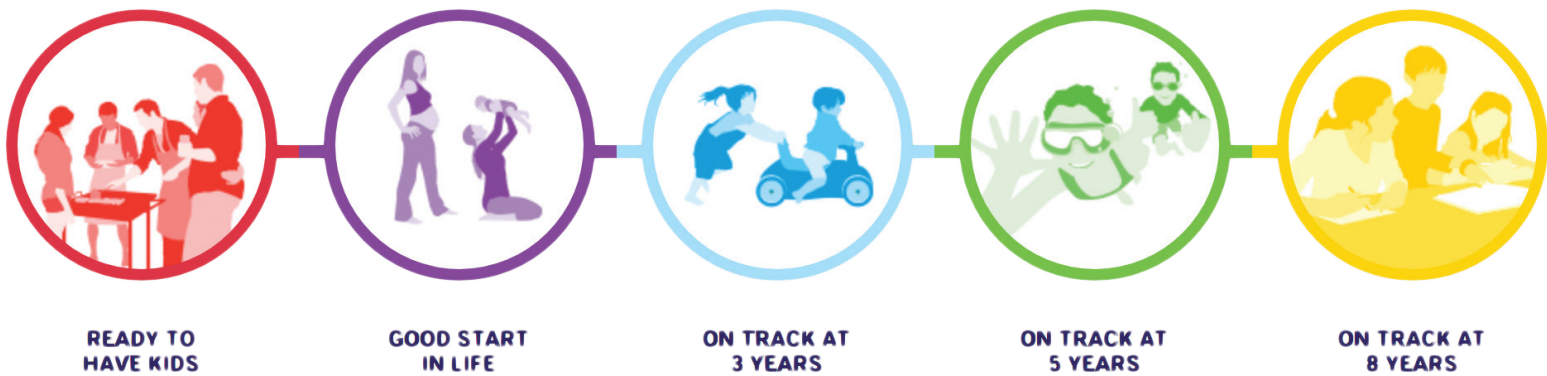 READY TO
HAVE KIDS
GOOD START
IN LIFE
ON TRACK AT
3 YEARS
ON TRACK AT
5 YEARS
ON TRACK AT
8 YEARS